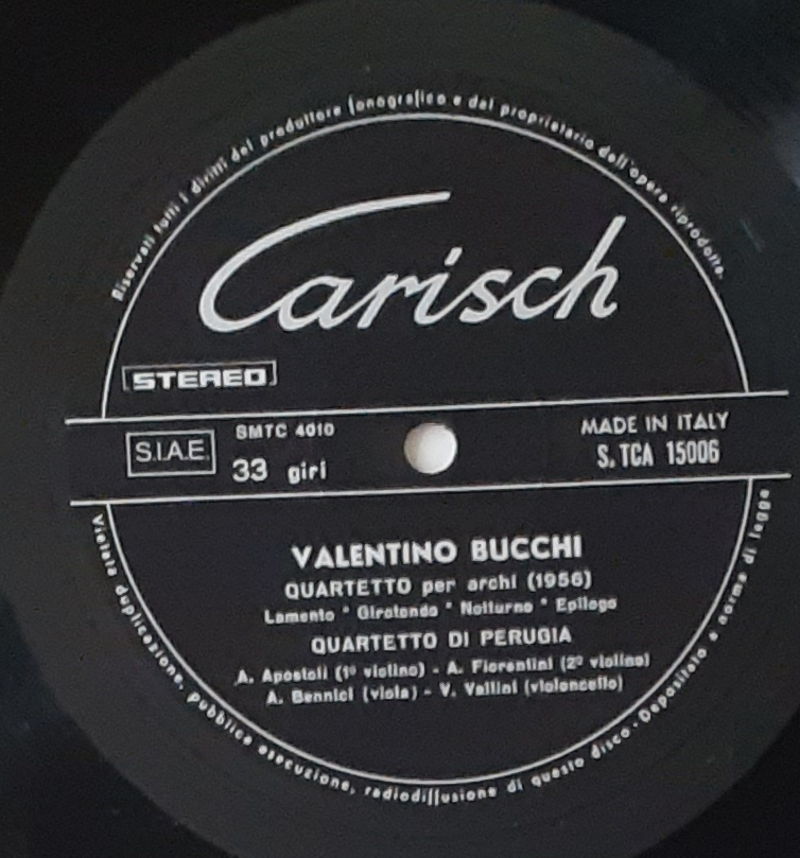 Riservati tutti i diritti del produttore fonografico e del proprietario dell'opera riprodotta.
Carisch
STEREO
S.I.A.E.
SMTC 4010
33 giri
MADE IN ITALY
S. TCA 15006
VALENTINO BUCCHI
QUARTETTO per archi (1956)
Lamento * Girotondo * Notturno * Epilogo
QUARTETTO DI PERUGIA
A. Apostoli (1º violino) - A. Fiorentini (2º violino)
A. Bennici (viola) - V. Vallini (violoncello)
Vietata duplicazione, pubblica esecuzione, radiodiffusione di questo disco - Depositato a norma di legge